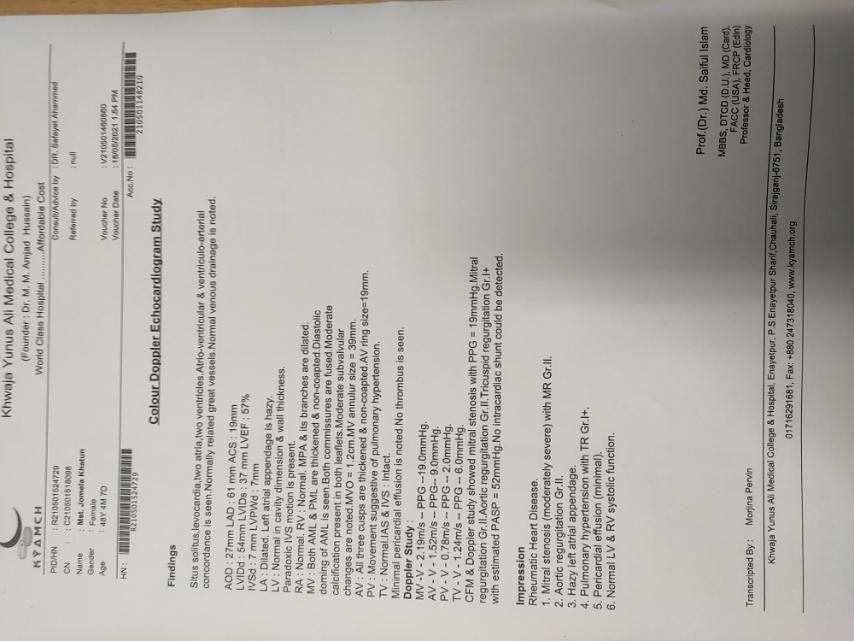 Khwaja Yunus Ali Medical College & Hospital
(Founder : Dr. M. M. Amjad Hussain)
World Class Hospital ..........Affordable Cost
KYAMCH
PID/HN : R210501524729
CN : C210501518098
Name : Mst. Jomela Khatun
Gender : Female
Age : 48Y 4M 7D
Consult/Advice by : DR. Safayel Ahammed
Referred by : null
Voucher No : V210501460860
Voucher Date : 18/05/2021 1.54 PM
HN :
R210501524729
Acc.No :
210501148210
Colour Doppler Echocardiogram Study
Findings
Situs solitus,levocardia,two atria,two ventricles.Atrio-ventricular & ventriculo-arterial
concordance is seen.Normally related great vessels.Normal venous drainage is noted.
AOD : 27mm LAD : 61 mm ACS : 19mm
LVIDd : 54mm LVIDs : 37 mm LVEF : 57%
IVSd : 7 mm LVPWd : 7mm
LA : Dilated. Left atrial appendage is hazy.
LV : Normal in cavity dimension & wall thickness.
Paradoxic IVS motion is present.
RA : Normal. RV : Normal. MPA & its branches are dilated.
MV : Both AML & PML are thickened & non-coapted.Diastolic
doming of AML is seen.Both commissures are fused.Moderate
calcification present in both leaflets.Moderate subvalvular
changes are noted.MVO = 1.2cm.MV annular size = 39mm.
AV : All three cusps are thickened & non-coapted.AV ring size=19mm.
PV : Movement suggestive of pulmonary hypertension.
TV : Normal.IAS & IVS : Intact.
Minimal pericardial effusion is noted.No thrombus is seen.
Doppler Study :
MV - V - 2.19m/s -- PPG --19.0mmHg.
AV - V - 1.52m/s -- PPG-- 9.0mmHg.
PV - V - 0.78m/s -- PPG-- 2.0mmHg.
TV - V - 1.24m/s -- PPG -- 6.0mmHg.
CFM & Doppler study showed mitral stenosis with PPG = 19mmHg.Mitral
regurgitation Gr.II.Aortic regurgitation Gr.II.Tricuspid regurgitation Gr.I+
with estimated PASP = 52mmHg.No intracardiac shunt could be detected.
Impression
Rheumatic Heart Disease.
1. Mitral stenosis (moderately severe) with MR Gr.II.
2. Aortic regurgitation Gr.II.
3. Hazy left atrial appendage.
4. Pulmonary hypertension with TR Gr.I+.
5. Pericardial effusion (minimal).
6. Normal LV & RV systolic function.
Prof.(Dr.) Md. Saiful Islam
MBBS, DTCD (D.U.), MD (Card),
FACC (USA), FRCP (Edin)
Professor & Head, Cardiology
Transcribed By : Morjina Pervin
Khwaja Yunus Ali Medical College & Hospital, Enayetpur, P.S Enayetpur Sharif,Chauhali, Sirajganj-6751, Bangladesh
01716291681, Fax: +880 247318040, www.kyamch.org